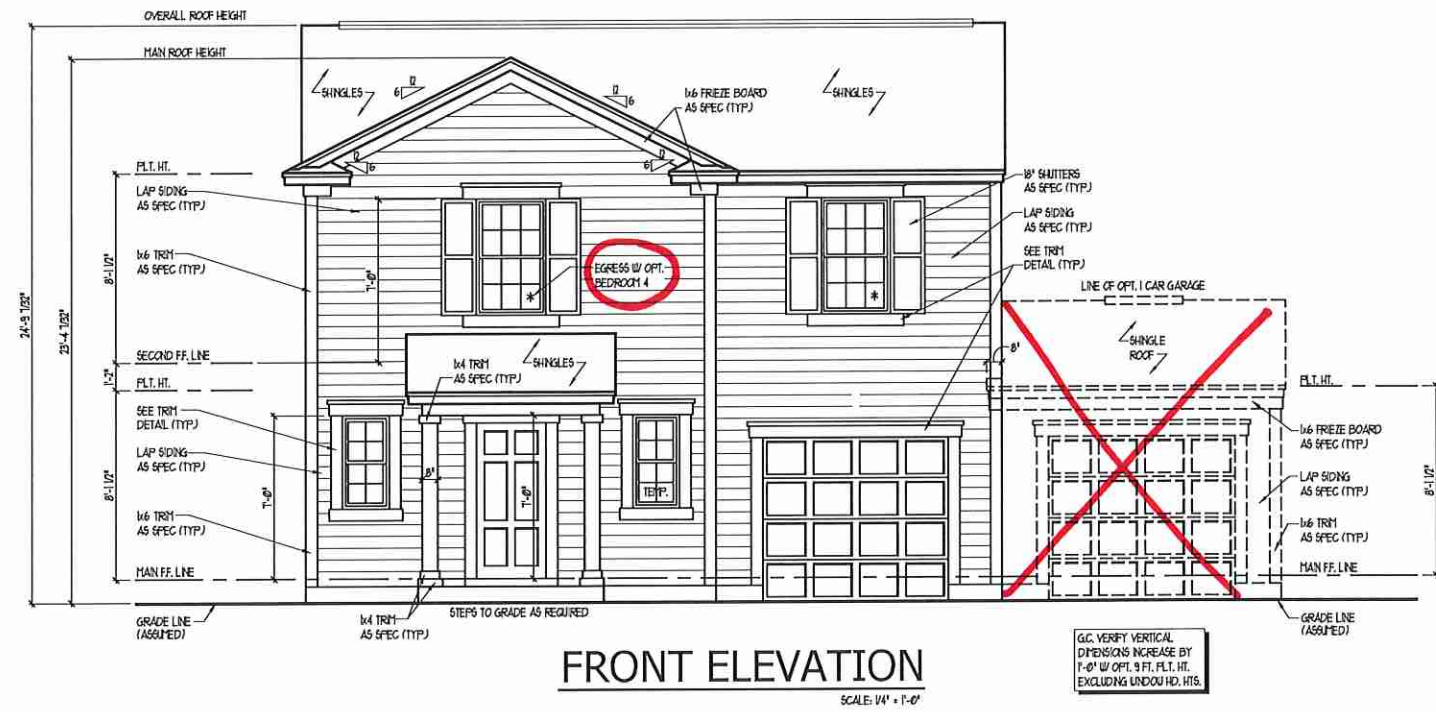 OVERALL ROOF HEIGHT
MAIN ROOF HEIGHT
SHINGLES
12
6
12
6
1x6 FRIEZE BOARD
AS SPEC (TYP.)
SHINGLES
12
6
12
6
PLT. HT.
LAP SIDING
AS SPEC (TYP.)
1x6 TRIM
AS SPEC (TYP.)
18" SHUTTERS
AS SPEC (TYP.)
LAP SIDING
AS SPEC (TYP.)
SEE TRIM
DETAIL (TYP.)
8'-1 1/2"
7'-0"
EGRESS W/ OPT.
BEDROOM 4
*
*
24'-9 7/32"
23'-4 7/32"
LINE OF OPT. 1 CAR GARAGE
SHINGLE
ROOF
8"
SECOND FF. LINE
1'-2"
PLT. HT.
1x4 TRIM
AS SPEC (TYP.)
SHINGLES
PLT. HT.
SEE TRIM
DETAIL (TYP.)
LAP SIDING
AS SPEC (TYP.)
8'-1 1/2"
7'-0"
8"
7'-0"
TEMP.
1x6 TRIM
AS SPEC (TYP.)
MAIN FF. LINE
1x6 FRIEZE BOARD
AS SPEC (TYP.)
LAP SIDING
AS SPEC (TYP.)
8'-1 1/2"
1x6 TRIM
AS SPEC (TYP.)
MAIN FF. LINE
GRADE LINE
(ASSUMED)
1x4 TRIM
AS SPEC (TYP.)
STEPS TO GRADE AS REQUIRED
GRADE LINE
(ASSUMED)
FRONT ELEVATION
SCALE: 1/4" = 1'-0"
G.C. VERIFY VERTICAL
DIMENSIONS INCREASE BY
1'-0" W/ OPT. 9 FT. PLT. HT.
EXCLUDING WINDOW HD. HTS.